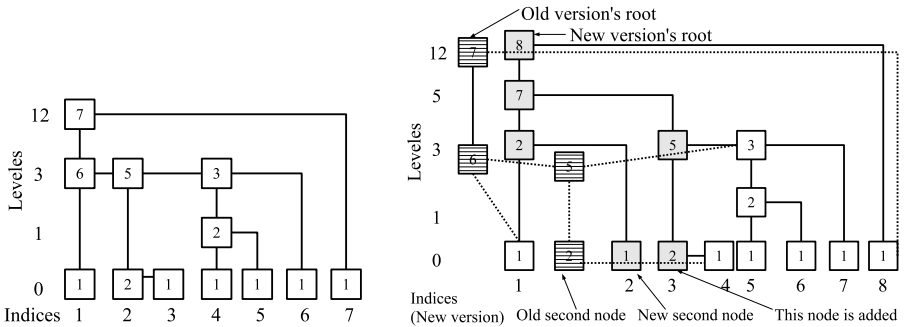 12
3
1
0
Leveles
7
6 5 3
2
1 2 1 1 1 1 1
Indices 1 2 3 4 5 6 7
Old version's root
New version's root
12
5
3
1
0
Leveles
7 8
7
6 2 5 5 3
2
1 2 1 2 1 1 1 1 1
1 2 3 4 5 6 7 8
Indices
(New version)
Old second node
New second node
This node is added